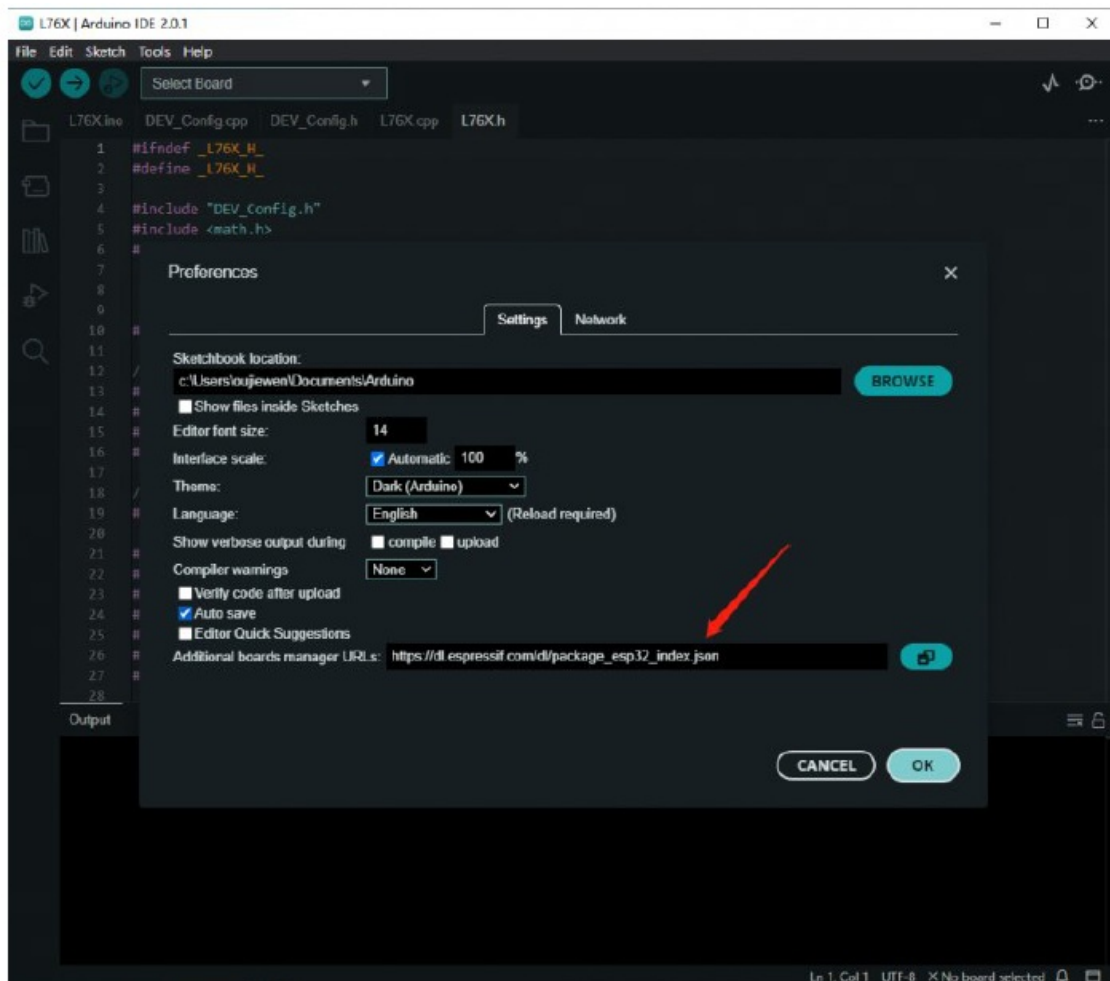 L76X | Arduino IDE 2.0.1
File Edit Sketch Tools Help
Select Board
L76X.ino DEV_Config.cpp DEV_Config.h L76X.cpp L76X.h
1 #ifndef _L76X_H_
2 #define _L76X_H_
3
4 #include "DEV_Config.h"
5 #include <math.h>
6 #
7
8
9
10 #
11
12 /
13 #
14 #
15 #
16 #
17
18 /
19 #
20
21 #
22 #
23 #
24 #
25 #
26 #
27 #
28
Preferences
Settings Network
Sketchbook location:
c:\Users\oujiewen\Documents\Arduino
BROWSE
Show files inside Sketches
Editor font size: 14
Interface scale: Automatic 100 %
Theme: Dark (Arduino)
Language: English (Reload required)
Show verbose output during compile upload
Compiler warnings None
Verify code after upload
Auto save
Editor Quick Suggestions
Additional boards manager URLs: https://dl.espressif.com/dl/package_esp32_index.json
CANCEL OK
Output
Ln 1, Col 1 UTF-8 No board selected